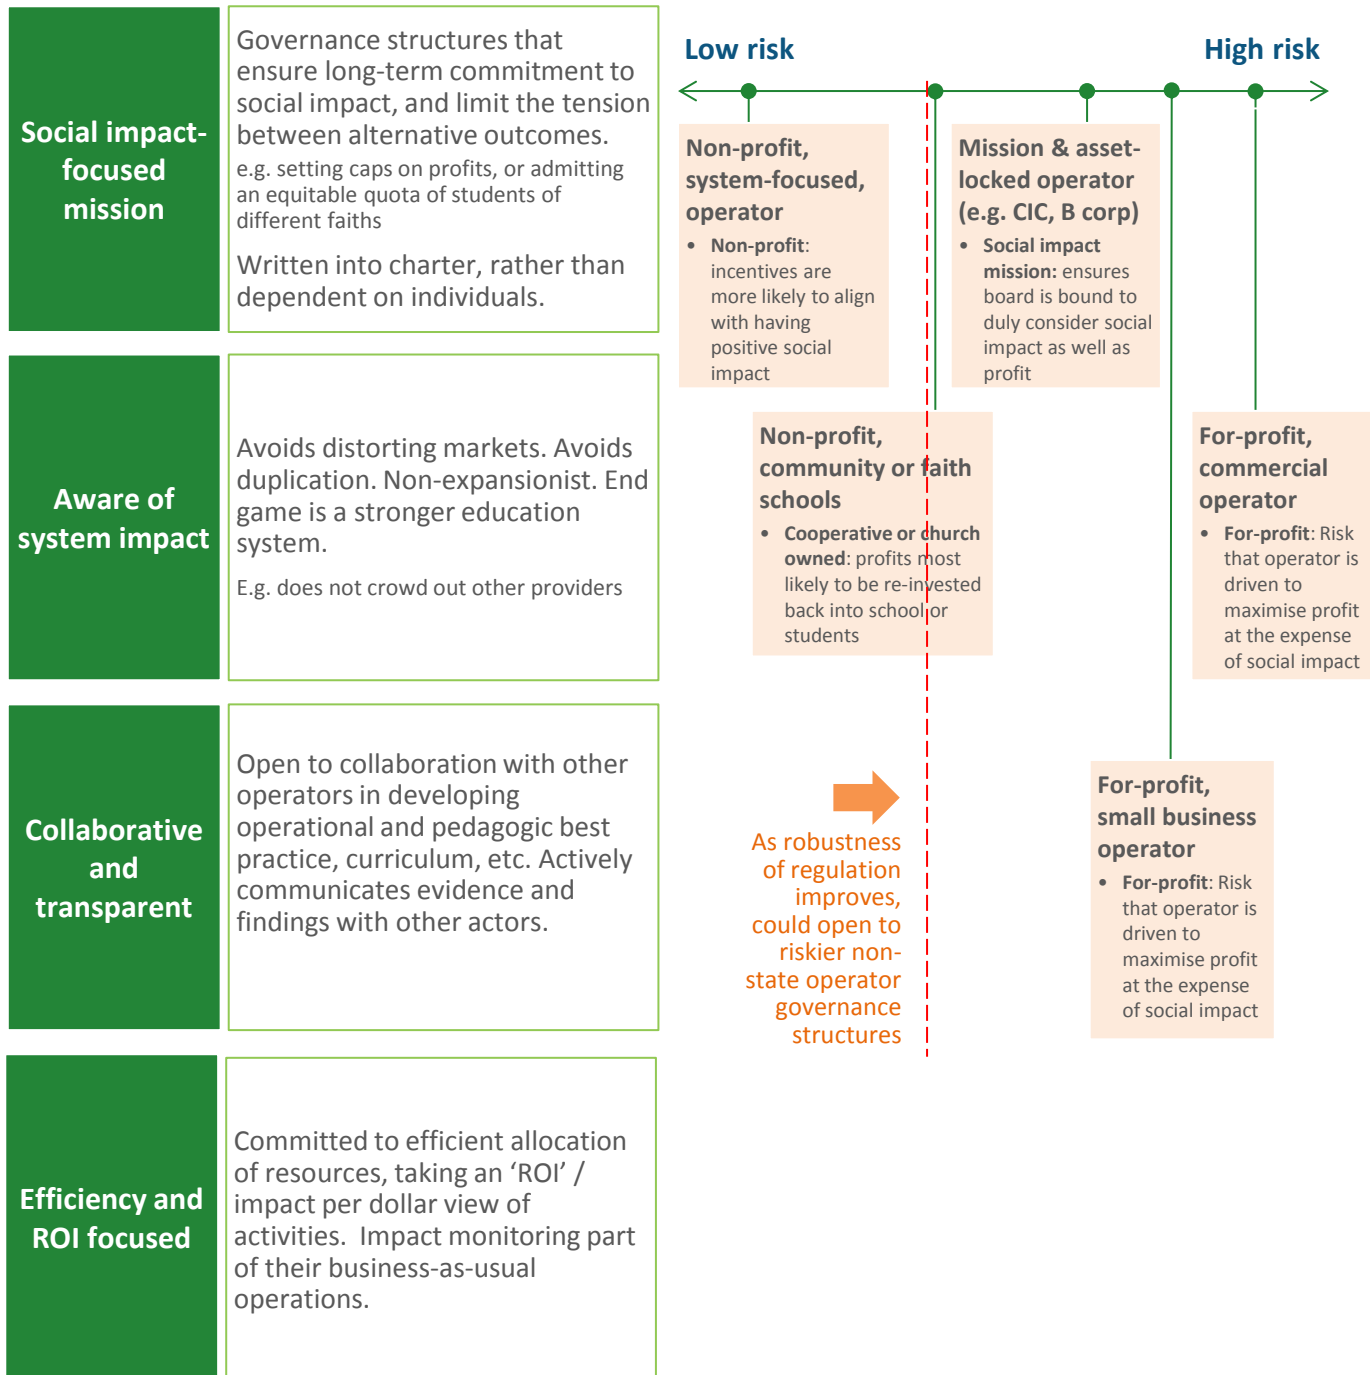 Social impact-
focused
mission
Governance structures that
ensure long-term commitment to
social impact, and limit the tension
between alternative outcomes.
e.g. setting caps on profits, or admitting
an equitable quota of students of
different faiths
Written into charter, rather than
dependent on individuals.
Aware of
system impact
Avoids distorting markets. Avoids
duplication. Non-expansionist. End
game is a stronger education
system.
E.g. does not crowd out other providers
Collaborative
and
transparent
Open to collaboration with other
operators in developing
operational and pedagogic best
practice, curriculum, etc. Actively
communicates evidence and
findings with other actors.
Efficiency and
ROI focused
Committed to efficient allocation
of resources, taking an ‘ROI’ /
impact per dollar view of
activities.  Impact monitoring part
of their business-as-usual
operations.
Low risk
High risk
Non-profit,
system-focused,
operator
• Non-profit:
incentives are
more likely to align
with having
positive social
impact
Mission & asset-
locked operator
(e.g. CIC, B corp)
• Social impact
mission: ensures
board is bound to
duly consider social
impact as well as
profit
Non-profit,
community or faith
schools
• Cooperative or church
owned: profits most
likely to be re-invested
back into school or
students
For-profit,
commercial
operator
• For-profit: Risk
that operator is
driven to
maximise profit
at the expense
of social impact
For-profit,
small business
operator
• For-profit: Risk
that operator is
driven to
maximise profit
at the expense
of social impact
As robustness
of regulation
improves,
could open to
riskier non-
state operator
governance
structures